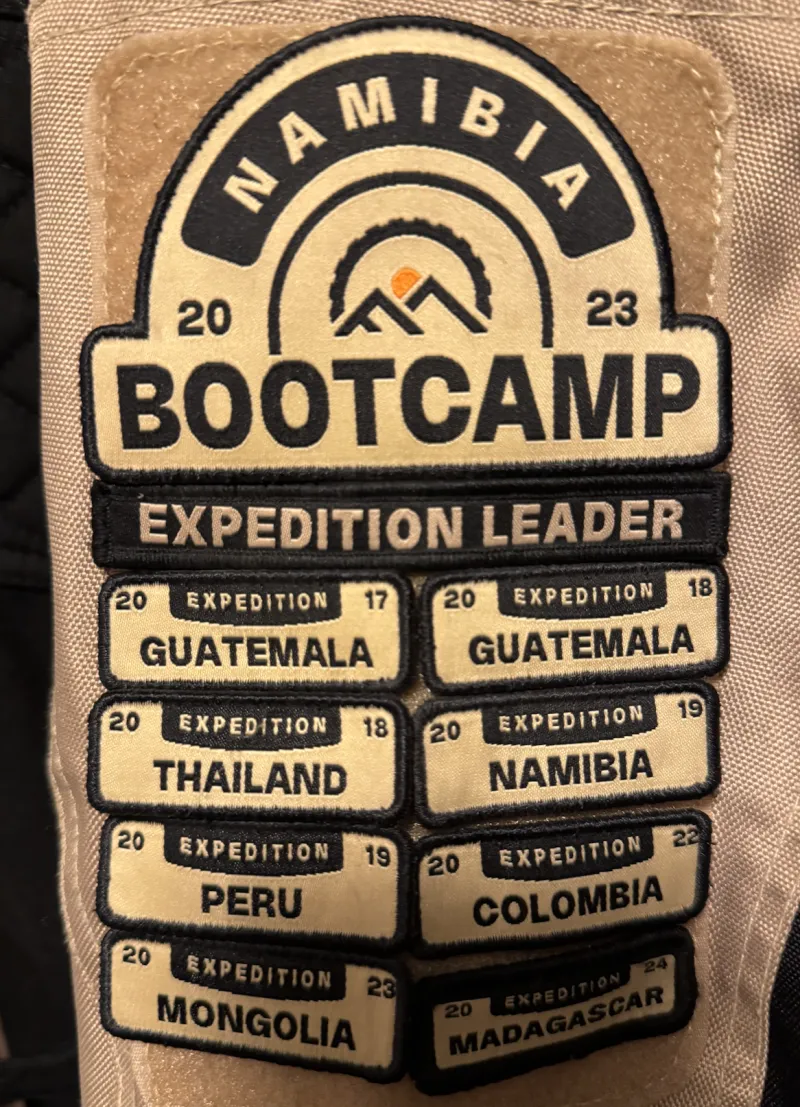 NAMIBIA
20 23
BOOTCAMP
EXPEDITION LEADER
20 EXPEDITION 17
GUATEMALA
20 EXPEDITION 18
GUATEMALA
20 EXPEDITION 18
THAILAND
20 EXPEDITION 19
NAMIBIA
20 EXPEDITION 19
PERU
20 EXPEDITION 22
COLOMBIA
20 EXPEDITION 23
MONGOLIA
20 EXPEDITION 24
MADAGASCAR